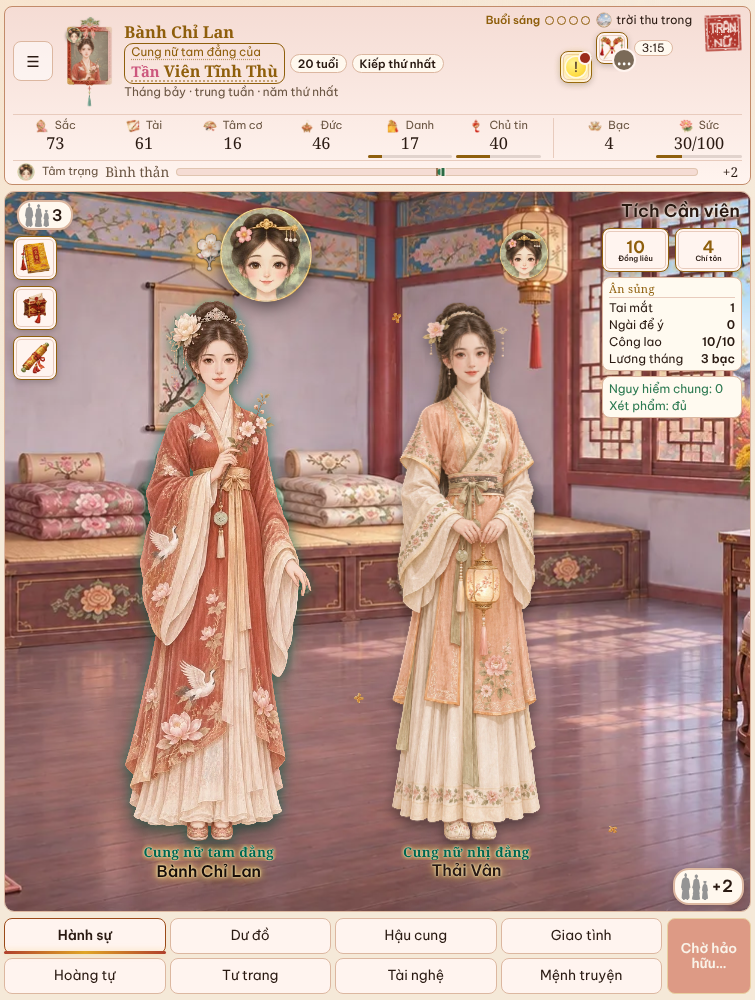 Bành Chỉ Lan
Cung nữ tam đẳng của
Tần Viên Tĩnh Thù
20 tuổi
Kiếp thứ nhất
Tháng bảy · trung tuần · năm thứ nhất
Buổi sáng
trời thu trong
!
...
3:15
TRÂN
NỮ
Sắc
73
Tài
61
Tâm cơ
16
Đức
46
Danh
17
Chủ tin
40
Bạc
4
Sức
30/100
Tâm trạng Bình thản
+2
3
Tích Cần viện
10
Đồng liêu
4
Chí tôn
Ân sủng
Tai mắt 1
Ngài để ý 0
Công lao 10/10
Lương tháng 3 bạc
Nguy hiểm chung: 0
Xét phẩm: đủ
Cung nữ tam đẳng
Bành Chỉ Lan
Cung nữ nhị đẳng
Thải Vân
+2
Hành sự
Dư đồ
Hậu cung
Giao tình
Hoàng tự
Tư trang
Tài nghệ
Mệnh truyện
Chờ hảo
hữu...